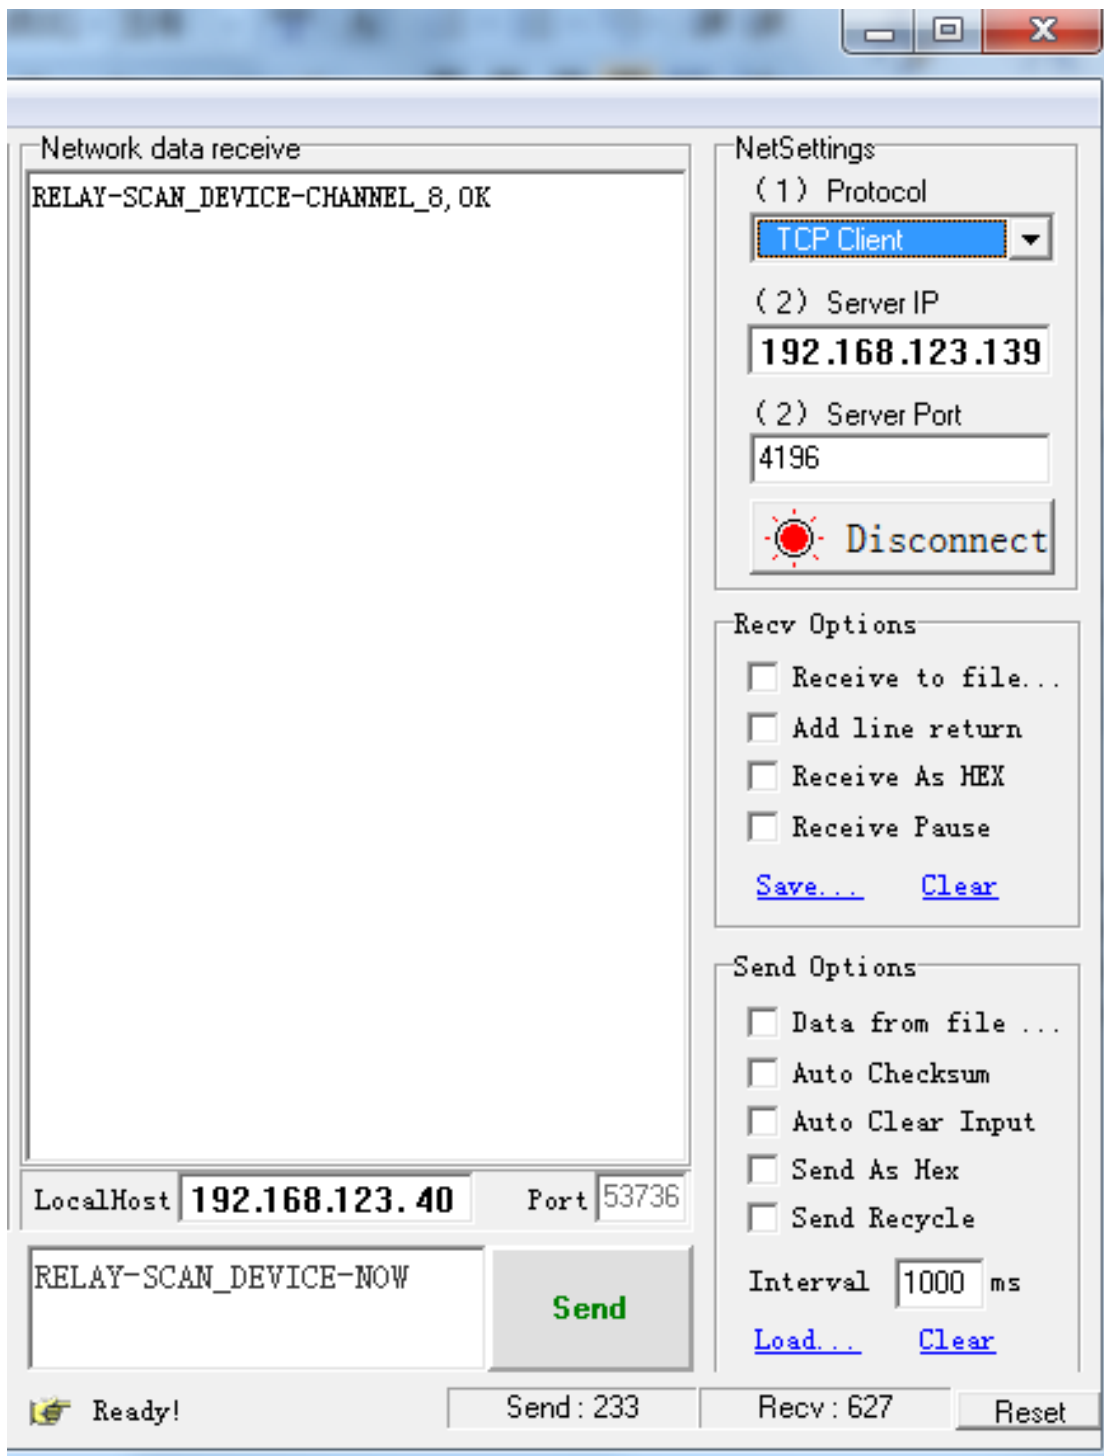 Network data receive
RELAY-SCAN_DEVICE-CHANNEL_8,OK
NetSettings
(1) Protocol
TCP Client
(2) Server IP
192.168.123.139
(2) Server Port
4196
Disconnect
Recv Options
Receive to file...
Add line return
Receive As HEX
Receive Pause
Save... Clear
Send Options
Data from file ...
Auto Checksum
Auto Clear Input
Send As Hex
Send Recycle
Interval 1000 ms
Load... Clear
LocalHost 192.168.123. 40 Port 53736
RELAY-SCAN_DEVICE-NOW
Send
Ready!
Send : 233
Recv : 627
Reset